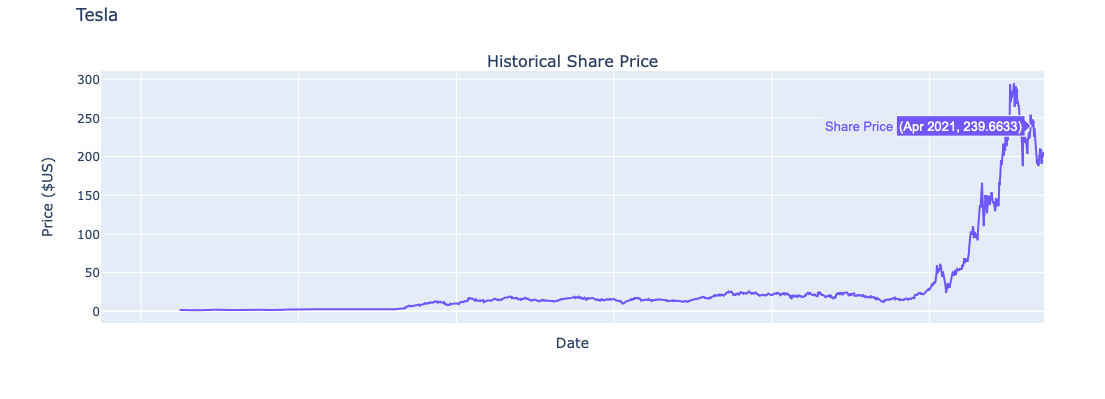 Tesla
Historical Share Price
300
250
Share Price (Apr 2021, 239.6633)
200
150
100
50
0
Price ($US)
Date